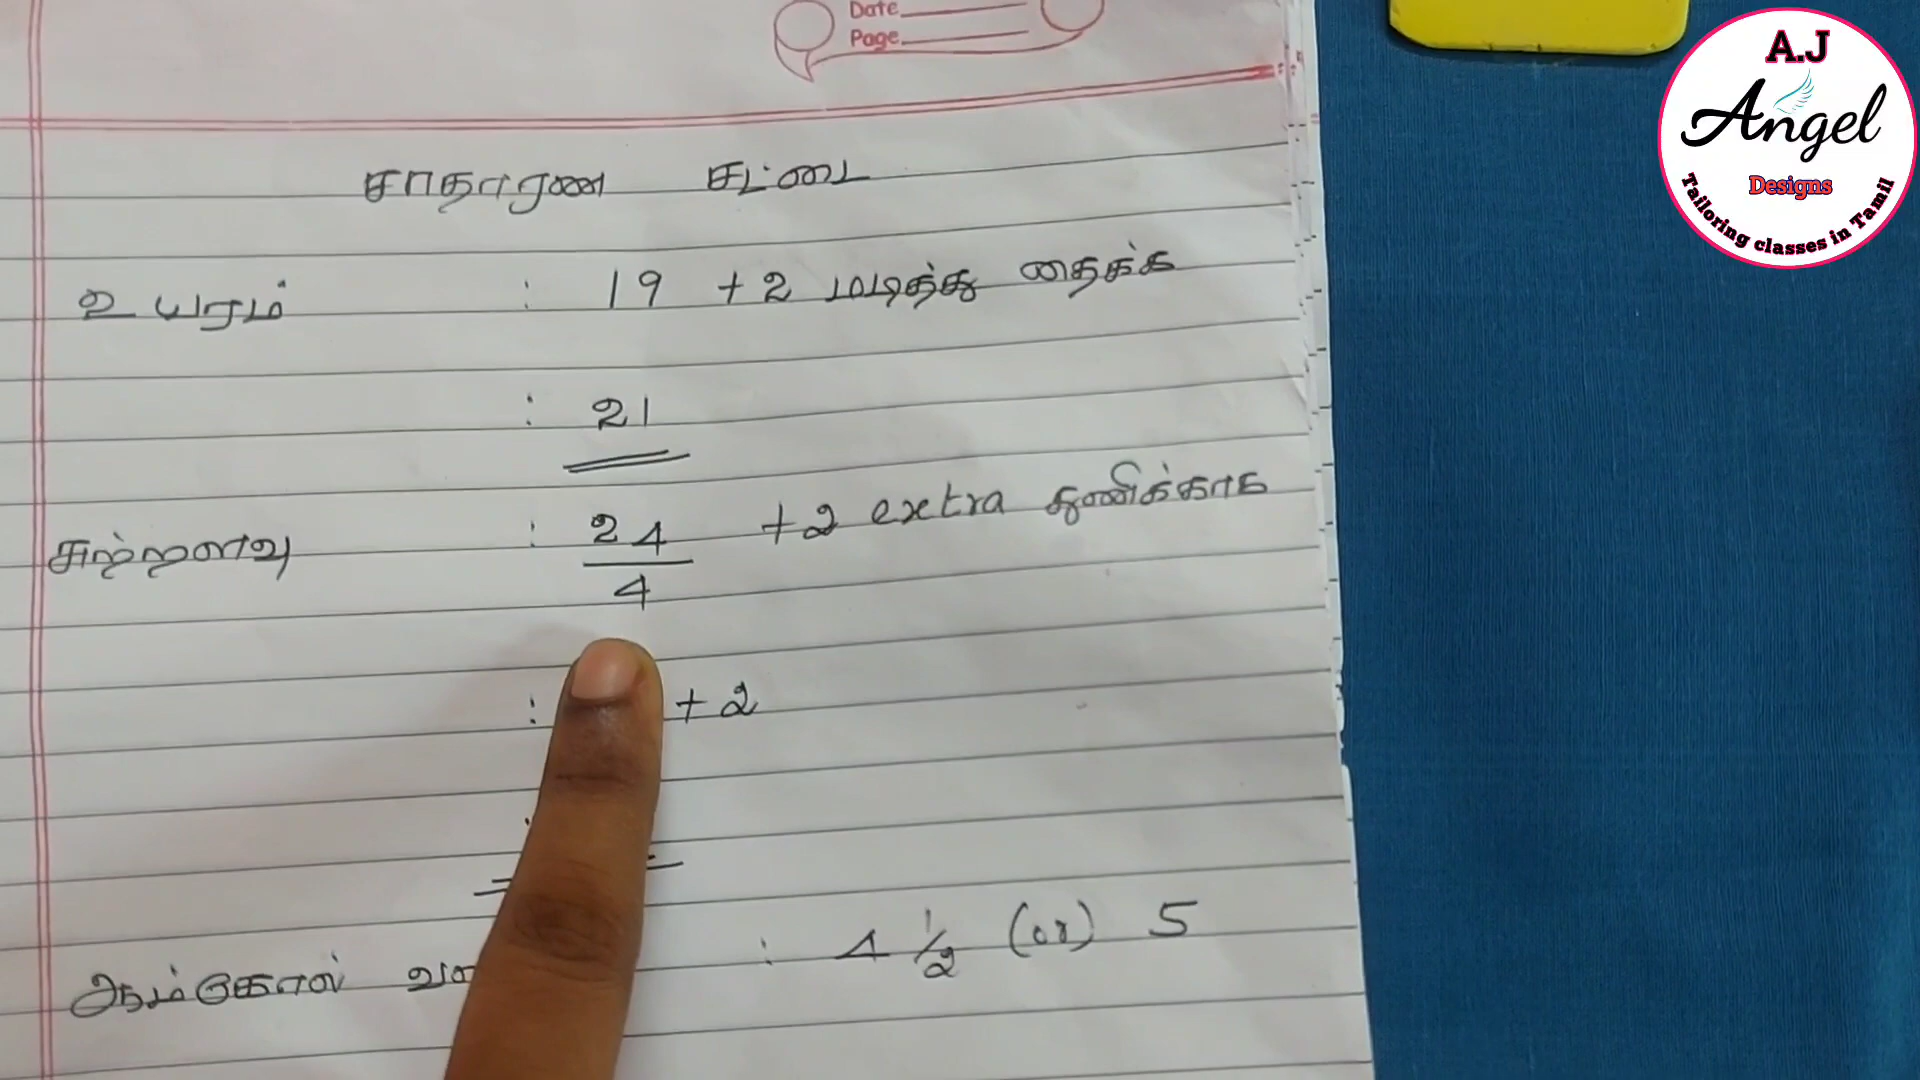 Date
Page
A.J
Angel
Designs
Tailoring classes in Tamil
சாதாரண சட்டை
உயரம் : 19 + 2 மடித்து தைக்க
: 21
சுற்றளவு : 24/4 + 2 extra துணிக்காக
: + 2
ஆம்கோல் : 4 1/2 (or) 5